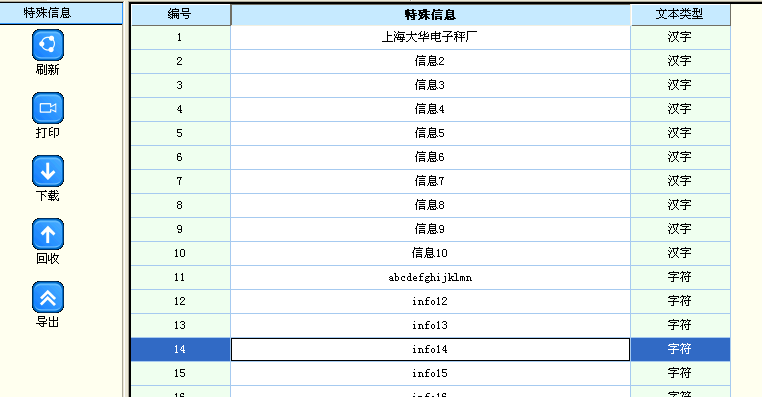 特殊信息
刷新
打印
下载
回收
导出
编号 特殊信息 文本类型
1 上海大华电子秤厂 汉字
2 信息2 汉字
3 信息3 汉字
4 信息4 汉字
5 信息5 汉字
6 信息6 汉字
7 信息7 汉字
8 信息8 汉字
9 信息9 汉字
10 信息10 汉字
11 abcdefghijklmn 字符
12 info12 字符
13 info13 字符
14 info14 字符
15 info15 字符
16 info16 字符